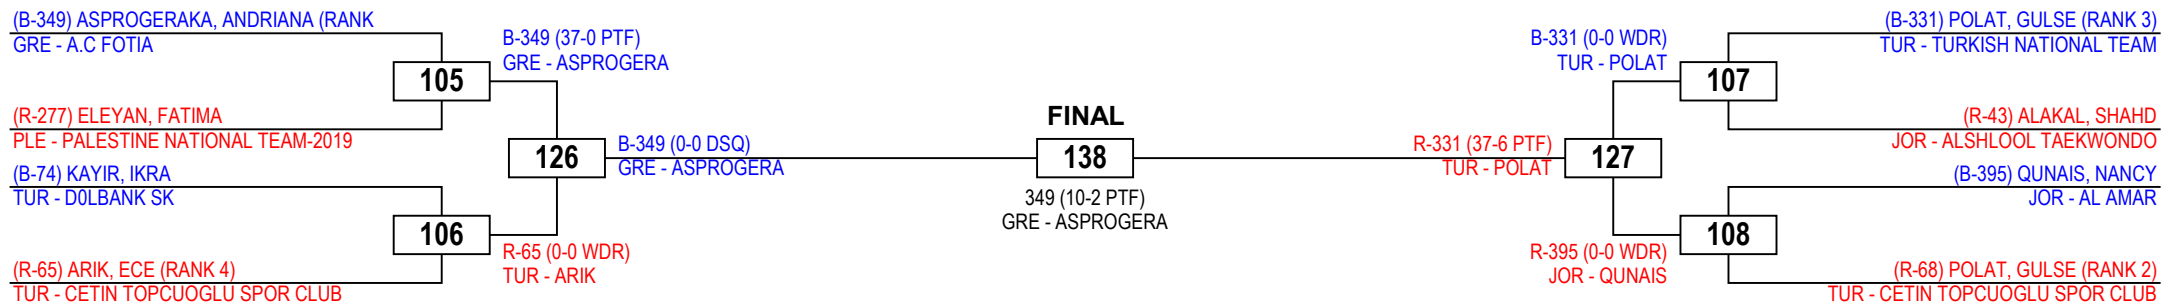 (B-349) ASPROGERAKA, ANDRIANA (RANK
GRE - A.C FOTIA
105
(R-277) ELEYAN, FATIMA
PLE - PALESTINE NATIONAL TEAM-2019
(B-74) KAYIR, IKRA
TUR - D0LBANK SK
106
(R-65) ARIK, ECE (RANK 4)
TUR - CETIN TOPCUOGLU SPOR CLUB
B-349 (37-0 PTF)
GRE - ASPROGERA
126
R-65 (0-0 WDR)
TUR - ARIK
B-349 (0-0 DSQ)
GRE - ASPROGERA
FINAL
138
349 (10-2 PTF)
GRE - ASPROGERA
R-331 (37-6 PTF)
TUR - POLAT
B-331 (0-0 WDR)
TUR - POLAT
127
R-395 (0-0 WDR)
JOR - QUNAIS
(B-331) POLAT, GULSE (RANK 3)
TUR - TURKISH NATIONAL TEAM
107
(R-43) ALAKAL, SHAHD
JOR - ALSHLOOL TAEKWONDO
(B-395) QUNAIS, NANCY
JOR - AL AMAR
108
(R-68) POLAT, GULSE (RANK 2)
TUR - CETIN TOPCUOGLU SPOR CLUB